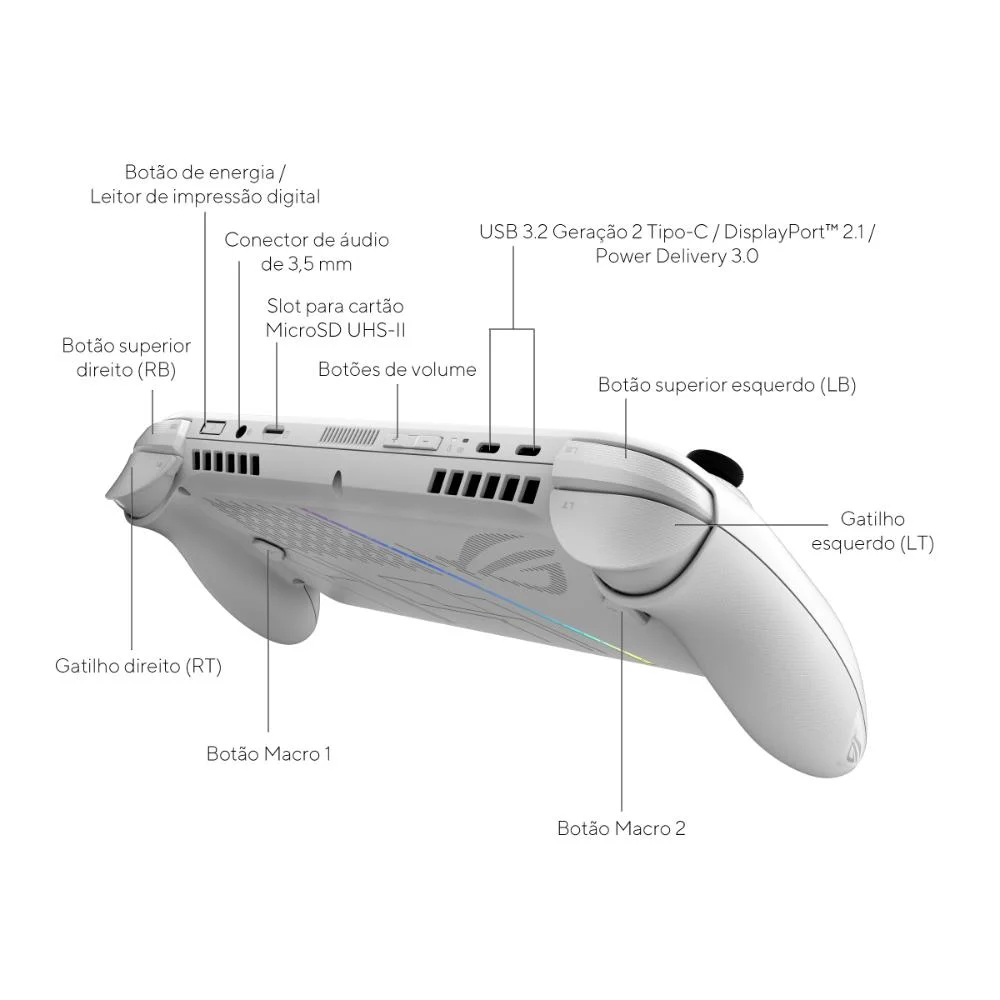 Botão de energia /
Leitor de impressão digital
Conector de áudio
de 3,5 mm
USB 3.2 Geração 2 Tipo-C / DisplayPort™ 2.1 /
Power Delivery 3.0
Slot para cartão
MicroSD UHS-II
Botão superior
direito (RB)
Botões de volume
Botão superior esquerdo (LB)
LB
LT
Gatilho
esquerdo (LT)
Gatilho direito (RT)
Botão Macro 1
Botão Macro 2